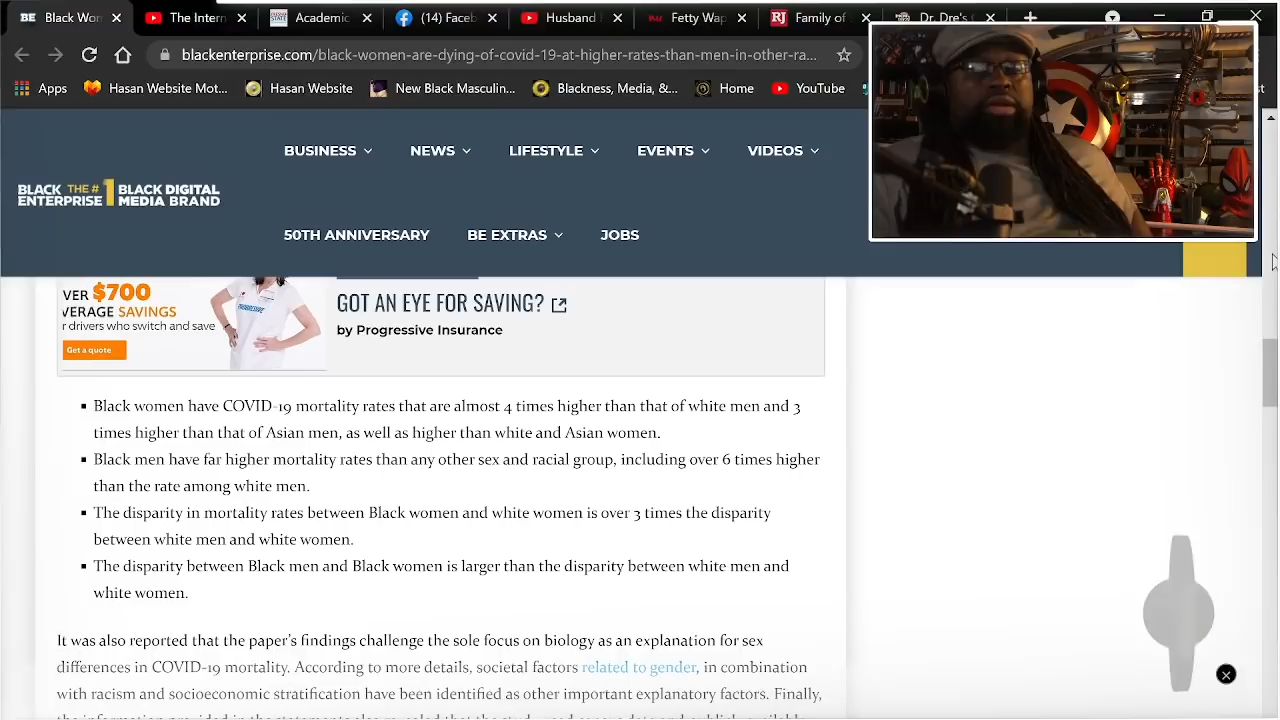 BE Black Wor
The Intern
Academic
(14) Faceb
Husband
Fetty Wap
RJ Family of
Dr. Dre's
blackenterprise.com/black-women-are-dying-of-covid-19-at-higher-rates-than-men-in-other-ra...
Apps
Hasan Website Mot...
Hasan Website
New Black Masculin...
Blackness, Media, &...
Home
YouTube
BUSINESS
NEWS
LIFESTYLE
EVENTS
VIDEOS
BLACK THE # 1 BLACK DIGITAL
ENTERPRISE MEDIA BRAND
50TH ANNIVERSARY
BE EXTRAS
JOBS
VER $700
VERAGE SAVINGS
r drivers who switch and save
Get a quote
GOT AN EYE FOR SAVING?
by Progressive Insurance
▪ Black women have COVID-19 mortality rates that are almost 4 times higher than that of white men and 3
times higher than that of Asian men, as well as higher than white and Asian women.
▪ Black men have far higher mortality rates than any other sex and racial group, including over 6 times higher
than the rate among white men.
▪ The disparity in mortality rates between Black women and white women is over 3 times the disparity
between white men and white women.
▪ The disparity between Black men and Black women is larger than the disparity between white men and
white women.
It was also reported that the paper's findings challenge the sole focus on biology as an explanation for sex
differences in COVID-19 mortality. According to more details, societal factors related to gender, in combination
with racism and socioeconomic stratification have been identified as other important explanatory factors. Finally,